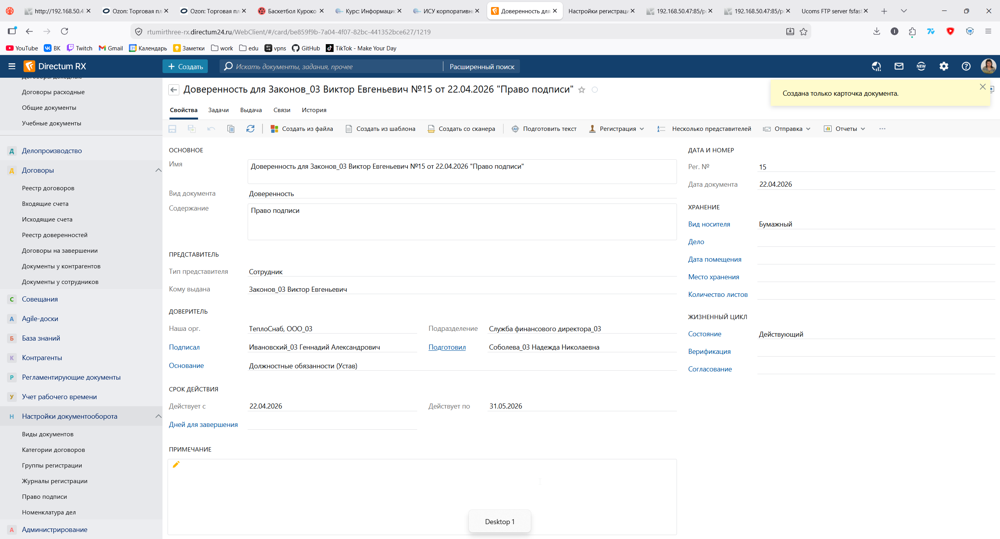 http://192.168.50.4
Ozon: Торговая пл
Ozon: Торговая пл
Баскетбол Куроко
Курс: Информацис
ИСУ корпоративнь
Доверенность для
Настройки регистраци
192.168.50.47:85/po
192.168.50.47:85/po
Ucoms FTP server fsfast
rtumirthree-rx.directum24.ru/WebClient/#/card/be859f9b-7a04-4f07-82bc-441352bce627/1219
YouTube
ВК
Twitch
Gmail
Календарь
Заметки
work
edu
vpns
GitHub
TikTok - Make Your Day
Directum RX
Создать
Искать документы, задания, прочее
Расширенный поиск
NEW
Договоры доходные
Договоры расходные
Общие документы
Учебные документы
Д Делопроизводство
Д Договоры
Реестр договоров
Входящие счета
Исходящие счета
Реестр доверенностей
Договоры на завершении
Документы у контрагентов
Документы у сотрудников
С Совещания
A Agile-доски
Б База знаний
К Контрагенты
Р Регламентирующие документы
У Учет рабочего времени
Н Настройки документооборота
Виды документов
Категории договоров
Группы регистрации
Журналы регистрации
Право подписи
Номенклатура дел
А Администрирование
Доверенность для Законов_03 Виктор Евгеньевич №15 от 22.04.2026 "Право подписи"
Создана только карточка документа.
Свойства
Задачи
Выдача
Связи
История
Создать из файла
Создать из шаблона
Создать со сканера
AI Подготовить текст
Регистрация
Несколько представителей
Отправка
Отчеты
ОСНОВНОЕ
Имя
Доверенность для Законов_03 Виктор Евгеньевич №15 от 22.04.2026 "Право подписи"
Вид документа
Доверенность
Содержание
Право подписи
ПРЕДСТАВИТЕЛЬ
Тип представителя
Сотрудник
Кому выдана
Законов_03 Виктор Евгеньевич
ДОВЕРИТЕЛЬ
Наша орг.
ТеплоСнаб, ООО_03
Подразделение
Служба финансового директора_03
Подписал
Ивановский_03 Геннадий Александрович
Подготовил
Соболева_03 Надежда Николаевна
Основание
Должностные обязанности (Устав)
СРОК ДЕЙСТВИЯ
Действует с
22.04.2026
Действует по
31.05.2026
Дней для завершения
ПРИМЕЧАНИЕ
ДАТА И НОМЕР
Рег. №
15
Дата документа
22.04.2026
ХРАНЕНИЕ
Вид носителя
Бумажный
Дело
Дата помещения
Место хранения
Количество листов
ЖИЗНЕННЫЙ ЦИКЛ
Состояние
Действующий
Верификация
Согласование
Desktop 1